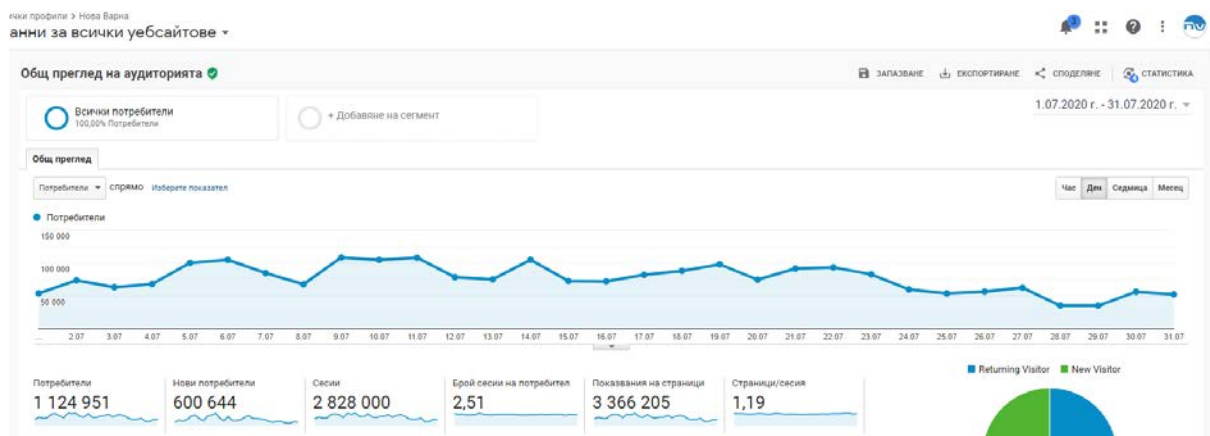 ички профили > Нова Варна
анни за всички уебсайтове
3
nv
Общ преглед на аудиторията
ЗАПАЗВАНЕ
ЕКСПОРТИРАНЕ
СПОДЕЛЯНЕ
СТАТИСТИКА
Всички потребители
100,00% Потребители
+ Добавяне на сегмент
1.07.2020 г. - 31.07.2020 г.
Общ преглед
Потребители
спрямо
Изберете показател
Час
Ден
Седмица
Месец
Потребители
150 000
100 000
50 000
... 2.07 3.07 4.07 5.07 6.07 7.07 8.07 9.07 10.07 11.07 12.07 13.07 14.07 15.07 16.07 17.07 18.07 19.07 20.07 21.07 22.07 23.07 24.07 25.07 26.07 27.07 28.07 29.07 30.07 31.07
Returning Visitor
New Visitor
Потребители
1 124 951
Нови потребители
600 644
Сесии
2 828 000
Брой сесии на потребител
2,51
Показвания на страници
3 366 205
Страници/сесия
1,19